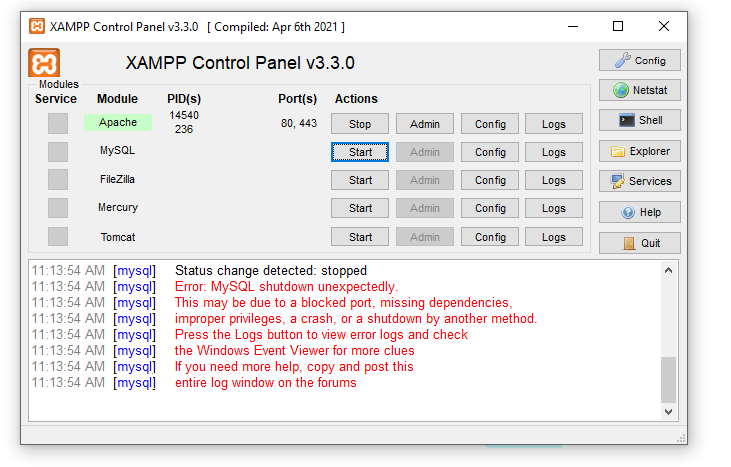 XAMPP Control Panel v3.3.0 [ Compiled: Apr 6th 2021 ]
XAMPP Control Panel v3.3.0
Config
Modules
Service Module PID(s) Port(s) Actions
Netstat
Apache 14540 236 80, 443 Stop Admin Config Logs
Shell
MySQL Start Admin Config Logs
Explorer
FileZilla Start Admin Config Logs
Services
Mercury Start Admin Config Logs
Help
Tomcat Start Admin Config Logs
Quit
11:13:54 AM [mysql] Status change detected: stopped
11:13:54 AM [mysql] Error: MySQL shutdown unexpectedly.
11:13:54 AM [mysql] This may be due to a blocked port, missing dependencies,
11:13:54 AM [mysql] improper privileges, a crash, or a shutdown by another method.
11:13:54 AM [mysql] Press the Logs button to view error logs and check
11:13:54 AM [mysql] the Windows Event Viewer for more clues
11:13:54 AM [mysql] If you need more help, copy and post this
11:13:54 AM [mysql] entire log window on the forums